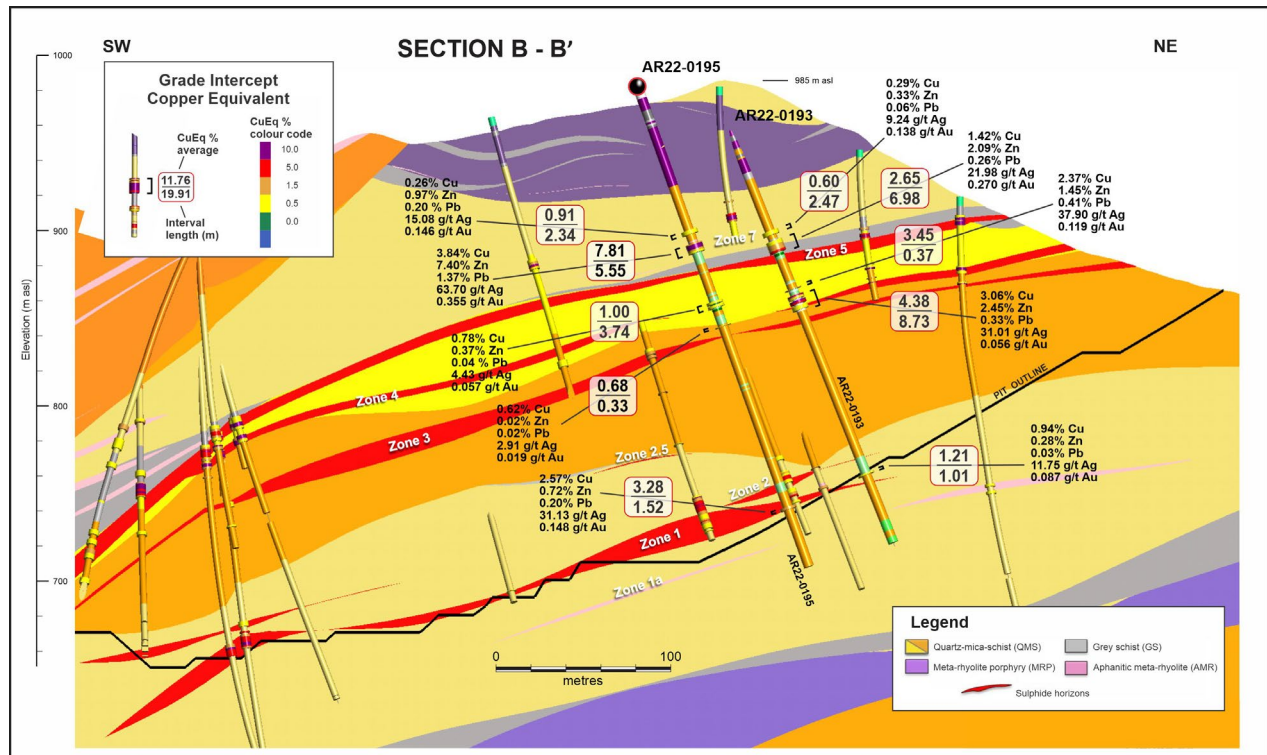 SW
SECTION B - B′
NE
1000
900
800
700
Elevation (m asl)
Grade Intercept
Copper Equivalent
CuEq %
average
11.76
19.91
Interval
length (m)
CuEq %
colour code
10.0
5.0
1.5
0.5
0.0
AR22-0195
985 m asl
AR22-0193
0.29% Cu
0.33% Zn
0.06% Pb
9.24 g/t Ag
0.138 g/t Au
0.60
2.47
1.42% Cu
2.09% Zn
0.26% Pb
21.98 g/t Ag
0.270 g/t Au
2.65
6.98
2.37% Cu
1.45% Zn
0.41% Pb
37.90 g/t Ag
0.119 g/t Au
3.45
0.37
0.26% Cu
0.97% Zn
0.20 % Pb
15.08 g/t Ag
0.146 g/t Au
0.91
2.34
3.84% Cu
7.40% Zn
1.37% Pb
63.70 g/t Ag
0.355 g/t Au
7.81
5.55
Zone 7
Zone 5
3.06% Cu
2.45% Zn
0.33% Pb
31.01 g/t Ag
0.056 g/t Au
4.38
8.73
0.78% Cu
0.37% Zn
0.04 % Pb
4.43 g/t Ag
0.057 g/t Au
1.00
3.74
0.62% Cu
0.02% Zn
0.02% Pb
2.91 g/t Ag
0.019 g/t Au
0.68
0.33
Zone 4
Zone 3
Zone 2.5
Zone 2
Zone 1
Zone 1a
AR22-0193
PIT OUTLINE
0.94% Cu
0.28% Zn
0.03% Pb
11.75 g/t Ag
0.087 g/t Au
1.21
1.01
2.57% Cu
0.72% Zn
0.20% Pb
31.13 g/t Ag
0.148 g/t Au
3.28
1.52
AR22-0195
0
100
metres
Legend
Quartz-mica-schist (QMS)
Grey schist (GS)
Meta-rhyolite porphyry (MRP)
Aphanitic meta-rhyolite (AMR)
Sulphide horizons